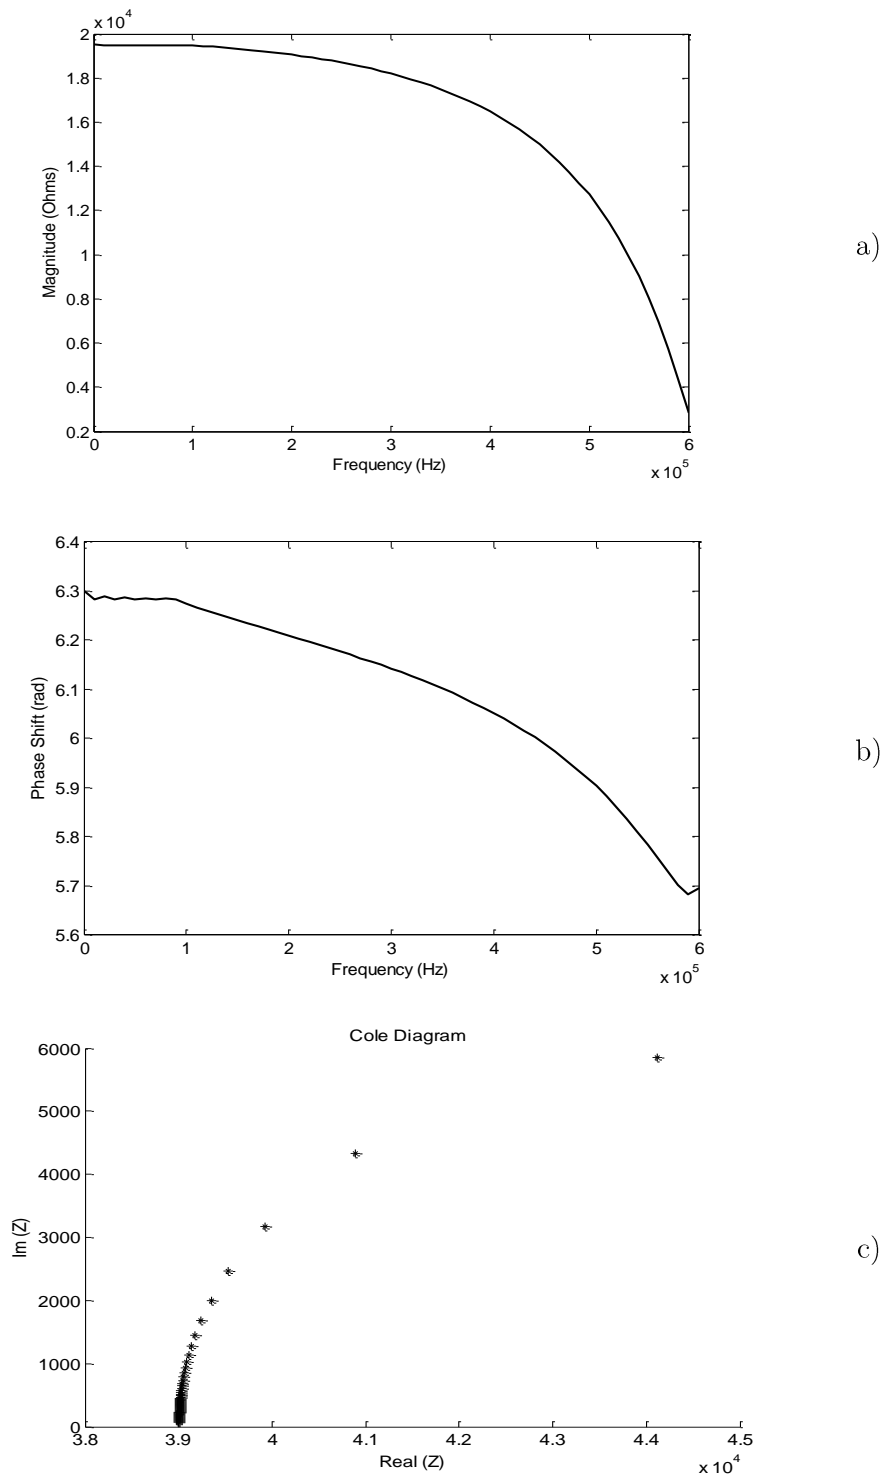 x 10^4
2
1.8
1.6
1.4
1.2
1
0.8
0.6
0.4
0.2
Magnitude (Ohms)
0 1 2 3 4 5 6
Frequency (Hz)
x 10^5
a)
6.4
6.3
6.2
6.1
6
5.9
5.8
5.7
5.6
Phase Shift (rad)
0 1 2 3 4 5 6
Frequency (Hz)
x 10^5
b)
Cole Diagram
6000
5000
4000
3000
2000
1000
0
Im (Z)
3.8 3.9 4 4.1 4.2 4.3 4.4 4.5
Real (Z)
x 10^4
c)